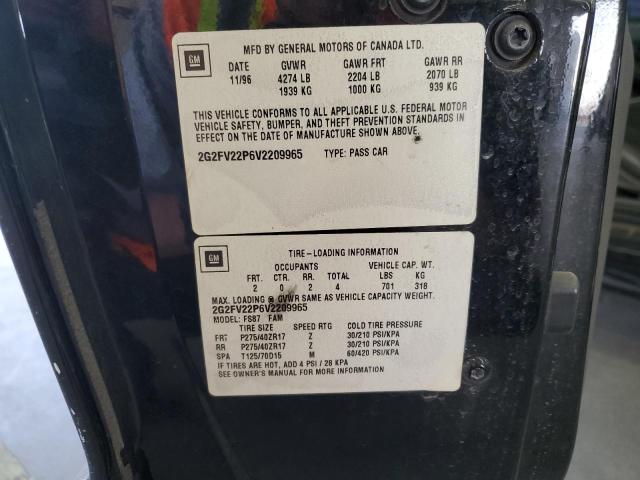 GM
MFD BY GENERAL MOTORS OF CANADA LTD.
DATE GVWR GAWR FRT GAWR RR
11/96 4274 LB 2204 LB 2070 LB
1939 KG 1000 KG 939 KG
THIS VEHICLE CONFORMS TO ALL APPLICABLE U.S. FEDERAL MOTOR
VEHICLE SAFETY, BUMPER, AND THEFT PREVENTION STANDARDS IN
EFFECT ON THE DATE OF MANUFACTURE SHOWN ABOVE.
2G2FV22P6V2209965 TYPE: PASS CAR
GM
TIRE-LOADING INFORMATION
OCCUPANTS VEHICLE CAP. WT.
FRT. CTR. RR. TOTAL LBS KG
2 0 2 4 701 318
MAX. LOADING @ GVWR SAME AS VEHICLE CAPACITY WEIGHT.
2G2FV22P6V2209965
MODEL: FS87 FAM
TIRE SIZE SPEED RTG COLD TIRE PRESSURE
FRT P275/40ZR17 Z 30/210 PSI/KPA
RR P275/40ZR17 Z 30/210 PSI/KPA
SPA T125/70D15 M 60/420 PSI/KPA
IF TIRES ARE HOT, ADD 4 PSI / 28 KPA
SEE OWNER'S MANUAL FOR MORE INFORMATION